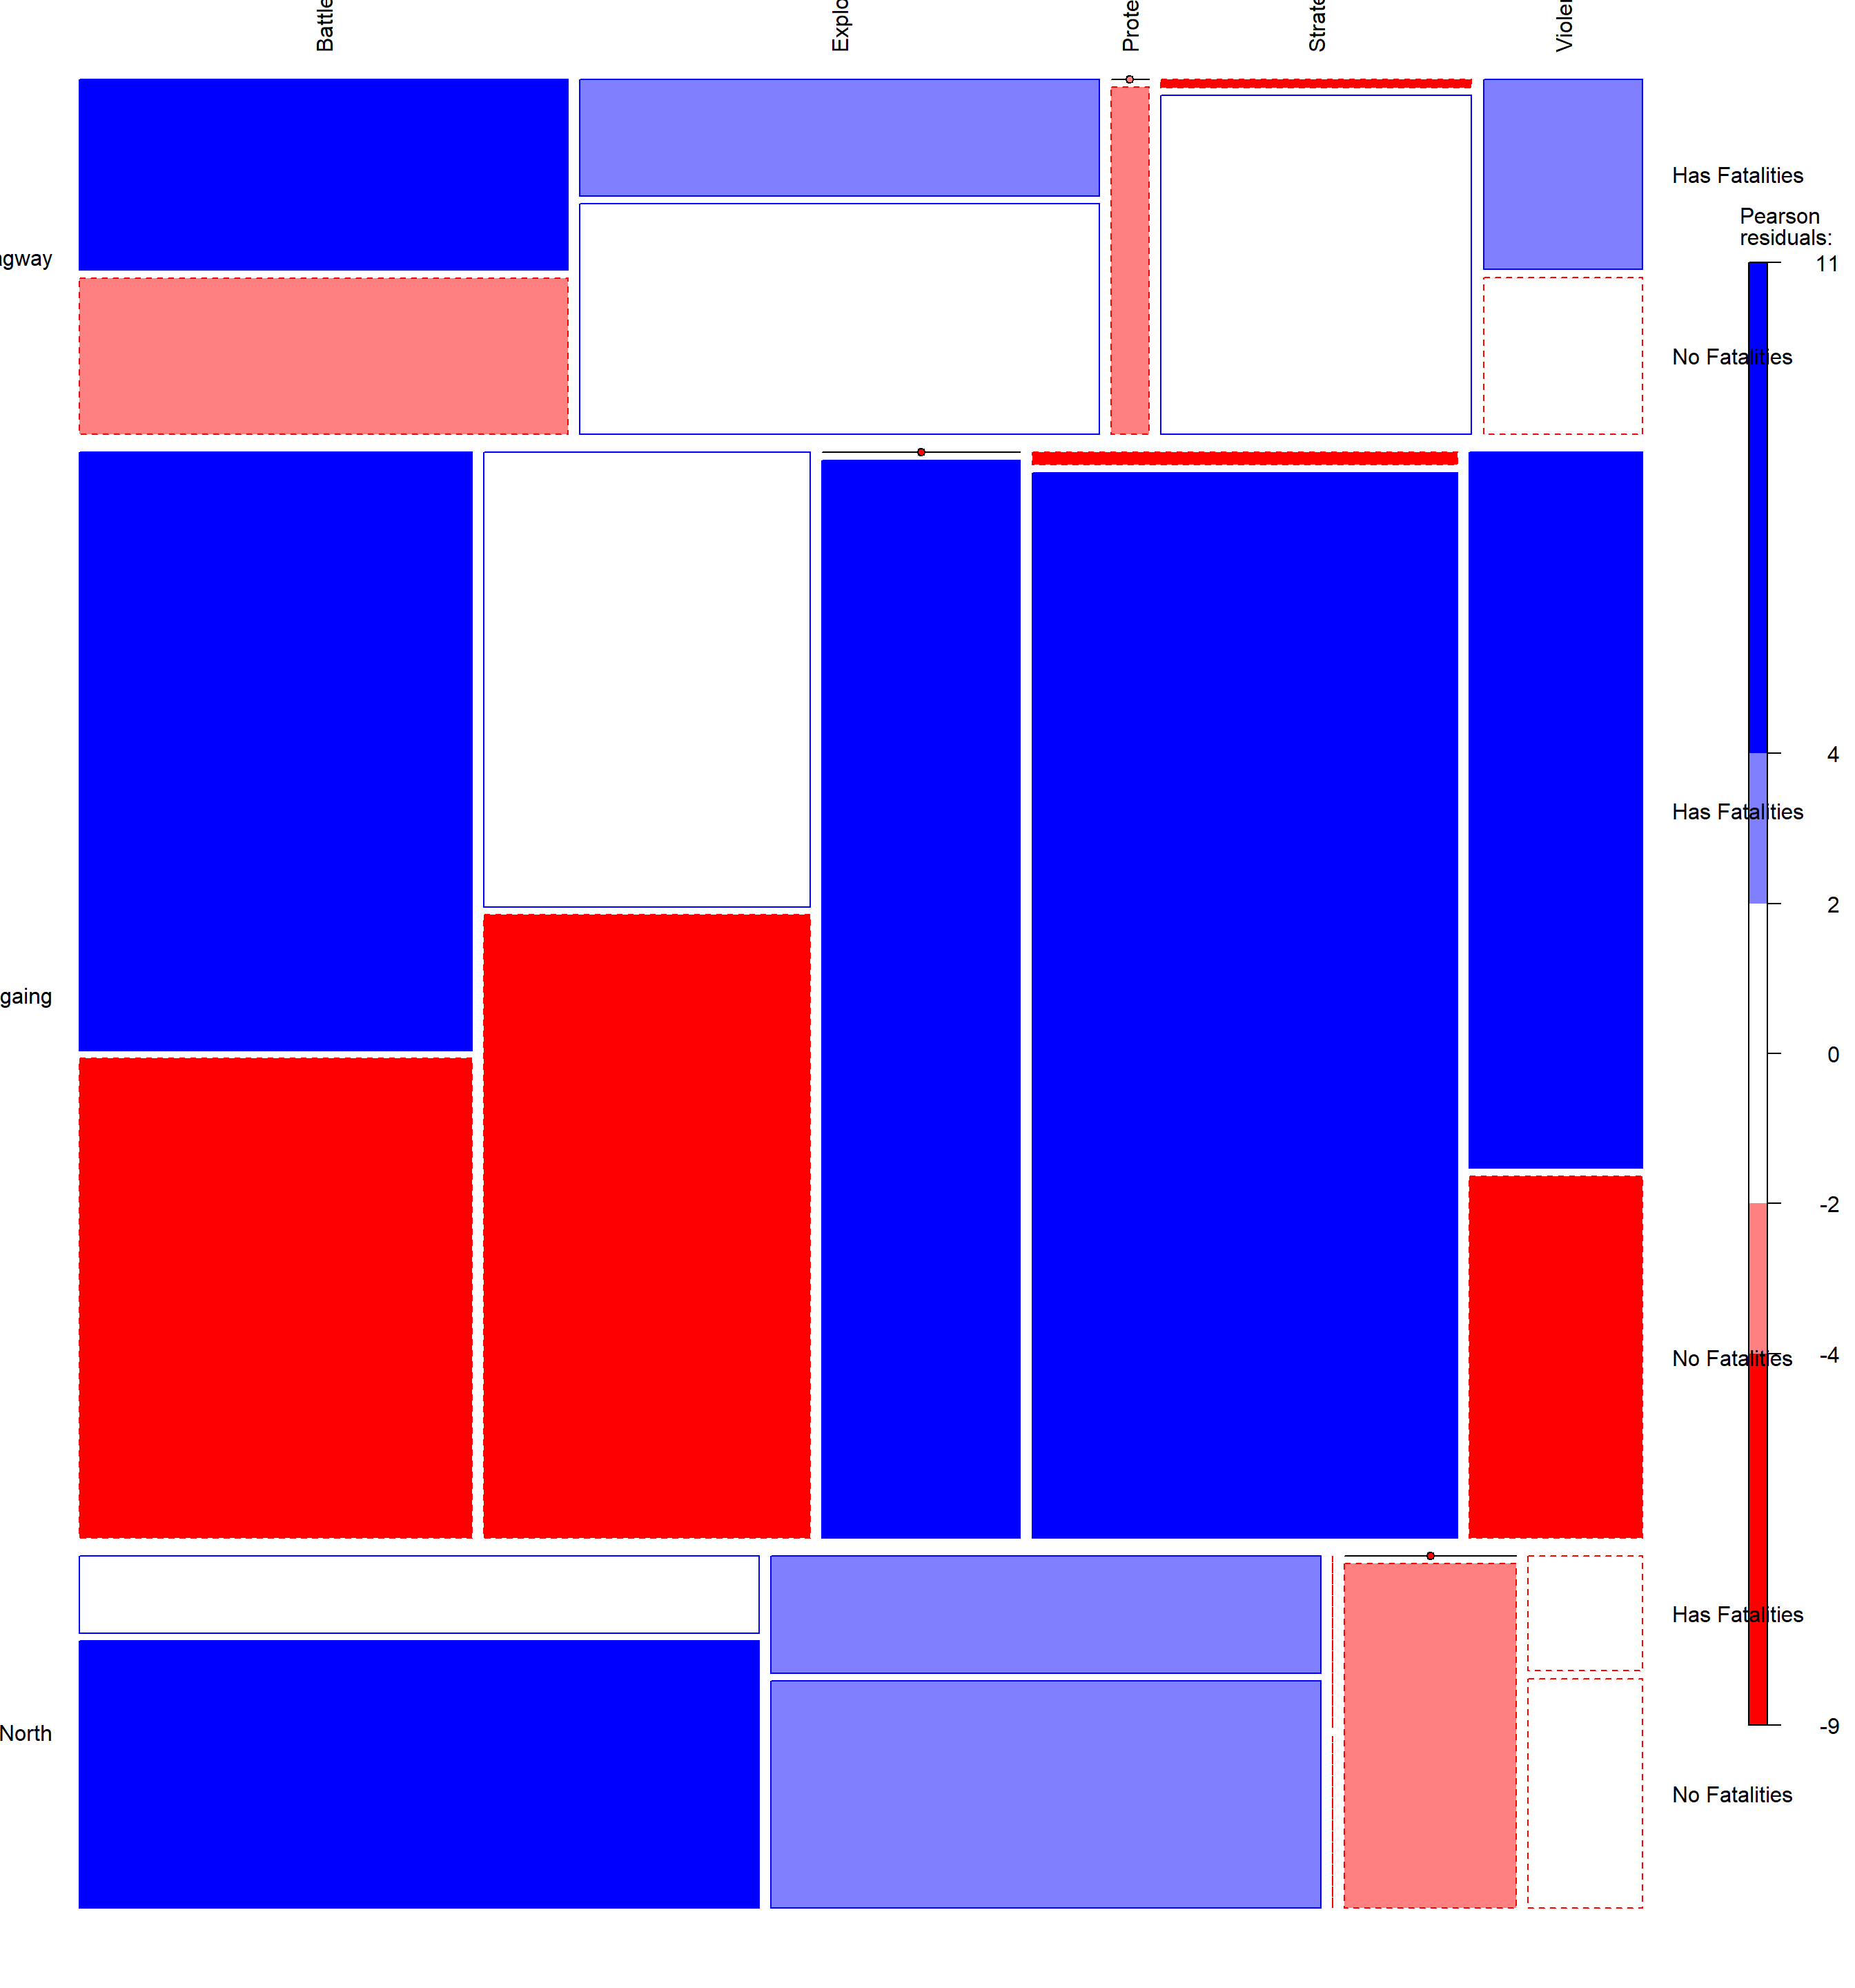 Battle
Explo
Prote
Strate
Violen
Has Fatalities
Pearson
residuals:
ngway
11
No Fatalities
4
Has Fatalities
2
gaing
0
-2
No Fatalities
-4
Has Fatalities
-9
North
No Fatalities